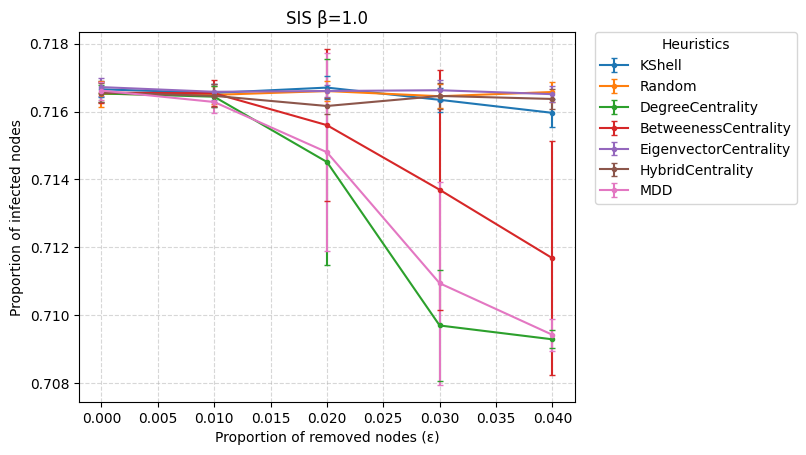 SIS β=1.0
Proportion of infected nodes
0.718
0.716
0.714
0.712
0.710
0.708
0.000 0.005 0.010 0.015 0.020 0.025 0.030 0.035 0.040
Proportion of removed nodes (ε)
Heuristics
KShell
Random
DegreeCentrality
BetweenessCentrality
EigenvectorCentrality
HybridCentrality
MDD